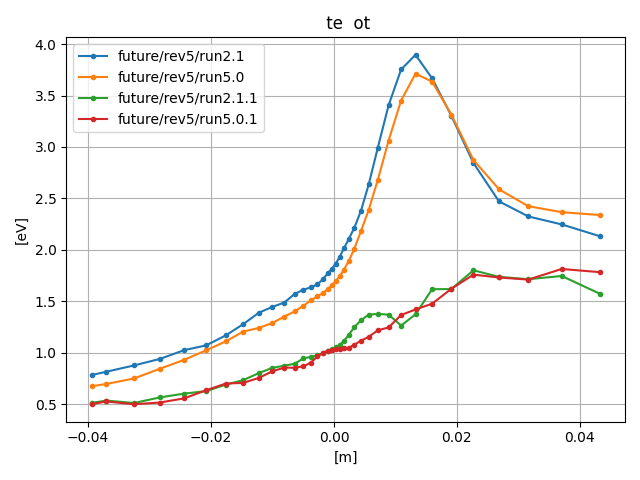 te ot
4.0
3.5
3.0
2.5
2.0
1.5
1.0
0.5
[eV]
future/rev5/run2.1
future/rev5/run5.0
future/rev5/run2.1.1
future/rev5/run5.0.1
−0.04 −0.02 0.00 0.02 0.04
[m]